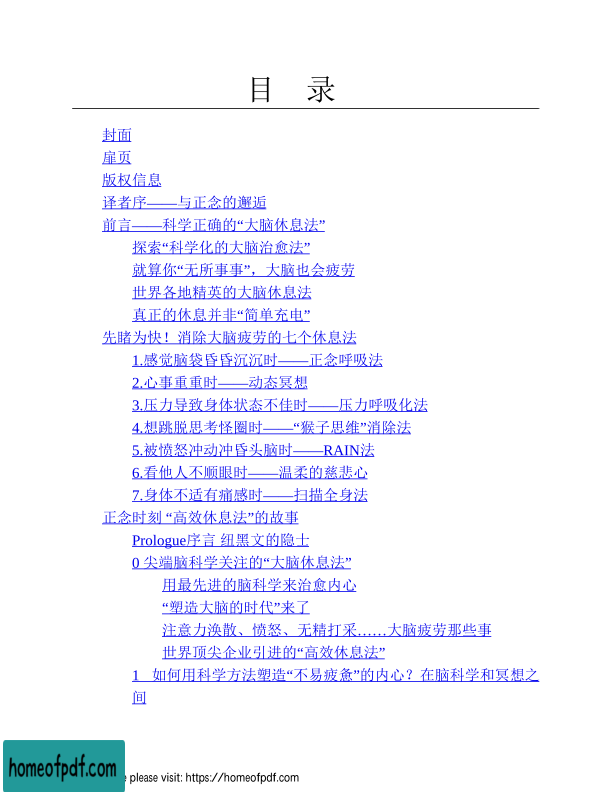 目 录
封面
扉页
版权信息
译者序——与正念的邂逅
前言——科学正确的“大脑休息法”
探索“科学化的大脑治愈法”
就算你“无所事事”，大脑也会疲劳
世界各地精英的大脑休息法
真正的休息并非“简单充电”
先睹为快！消除大脑疲劳的七个休息法
1.感觉脑袋昏昏沉沉时——正念呼吸法
2.心事重重时——动态冥想
3.压力导致身体状态不佳时——压力呼吸化法
4.想跳脱思考怪圈时——“猴子思维”消除法
5.被愤怒冲动冲昏头脑时——RAIN法
6.看他人不顺眼时——温柔的慈悲心
7.身体不适有痛感时——扫描全身法
正念时刻 “高效休息法”的故事
Prologue序言 纽黑文的隐士
0 尖端脑科学关注的“大脑休息法”
用最先进的脑科学来治愈内心
“塑造大脑的时代”来了
注意力涣散、愤怒、无精打采……大脑疲劳那些事
世界顶尖企业引进的“高效休息法”
1 如何用科学方法塑造“不易疲惫”的内心？在脑科学和冥想之
间
homeofpdf.com
please visit: https://homeofpdf.com